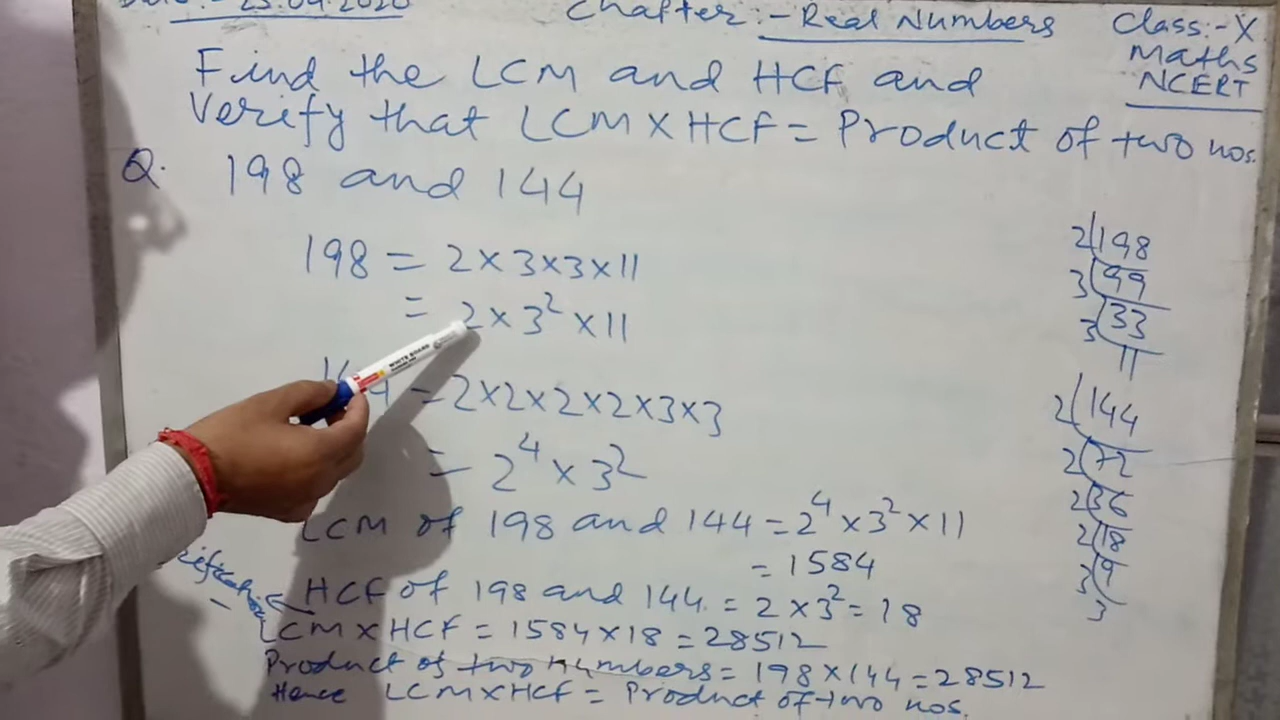 Chapter:- Real Numbers
Class:- X
Maths
NCERT
Find the LCM and HCF and
Verify that LCM X HCF = Product of two nos.
Q. 198 and 144
198 = 2 × 3 × 3 × 11
= 2 × 3² × 11
= 2 × 2 × 2 × 2 × 3 × 3
= 2⁴ × 3²
LCM of 198 and 144 = 2⁴ × 3² × 11
= 1584
HCF of 198 and 144 = 2 × 3² = 18
LCM X HCF = 1584 × 18 = 28512
Product of two numbers = 198 × 144 = 28512
Hence LCM X HCF = Product of two nos.
2 198
3 99
3 33
11
2 144
2 72
2 36
2 18
3 9
3
WHITE BOARD